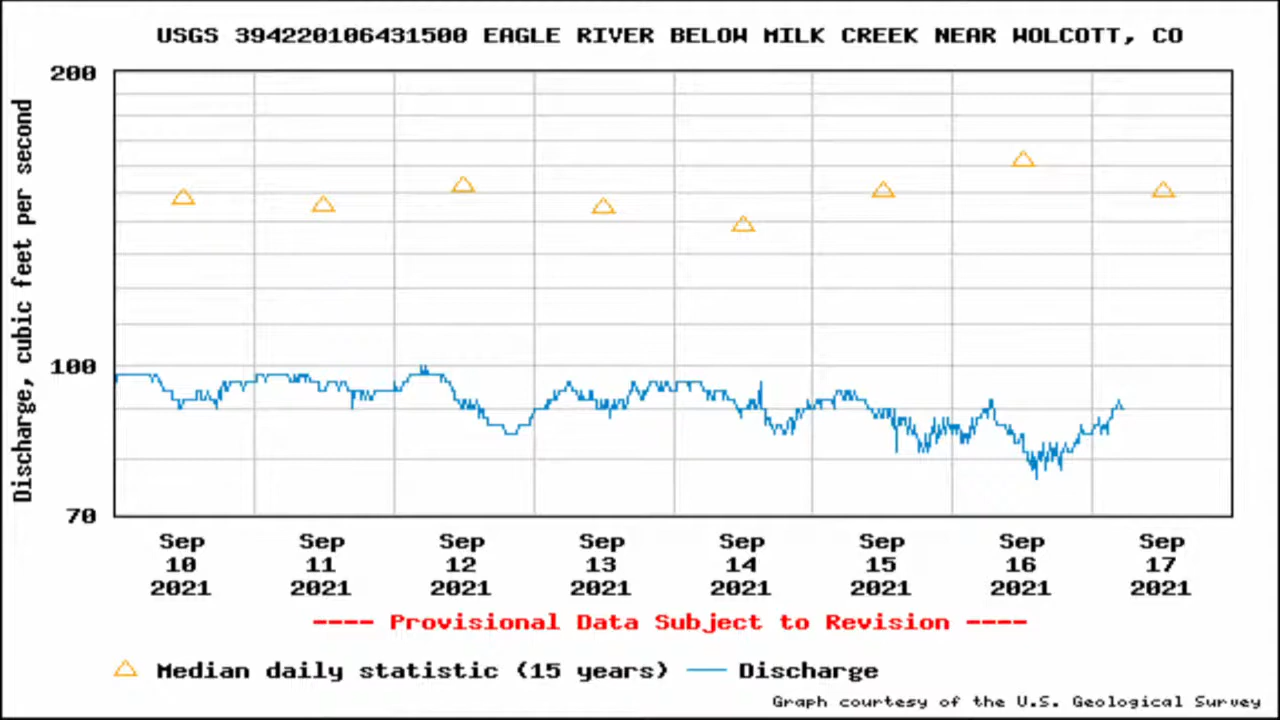 USGS 394220106431500 EAGLE RIVER BELOW MILK CREEK NEAR WOLCOTT, CO
Discharge, cubic feet per second
200
100
70
Sep Sep Sep Sep Sep Sep Sep Sep
10 11 12 13 14 15 16 17
2021 2021 2021 2021 2021 2021 2021 2021
---- Provisional Data Subject to Revision ----
Median daily statistic (15 years) Discharge
Graph courtesy of the U.S. Geological Survey